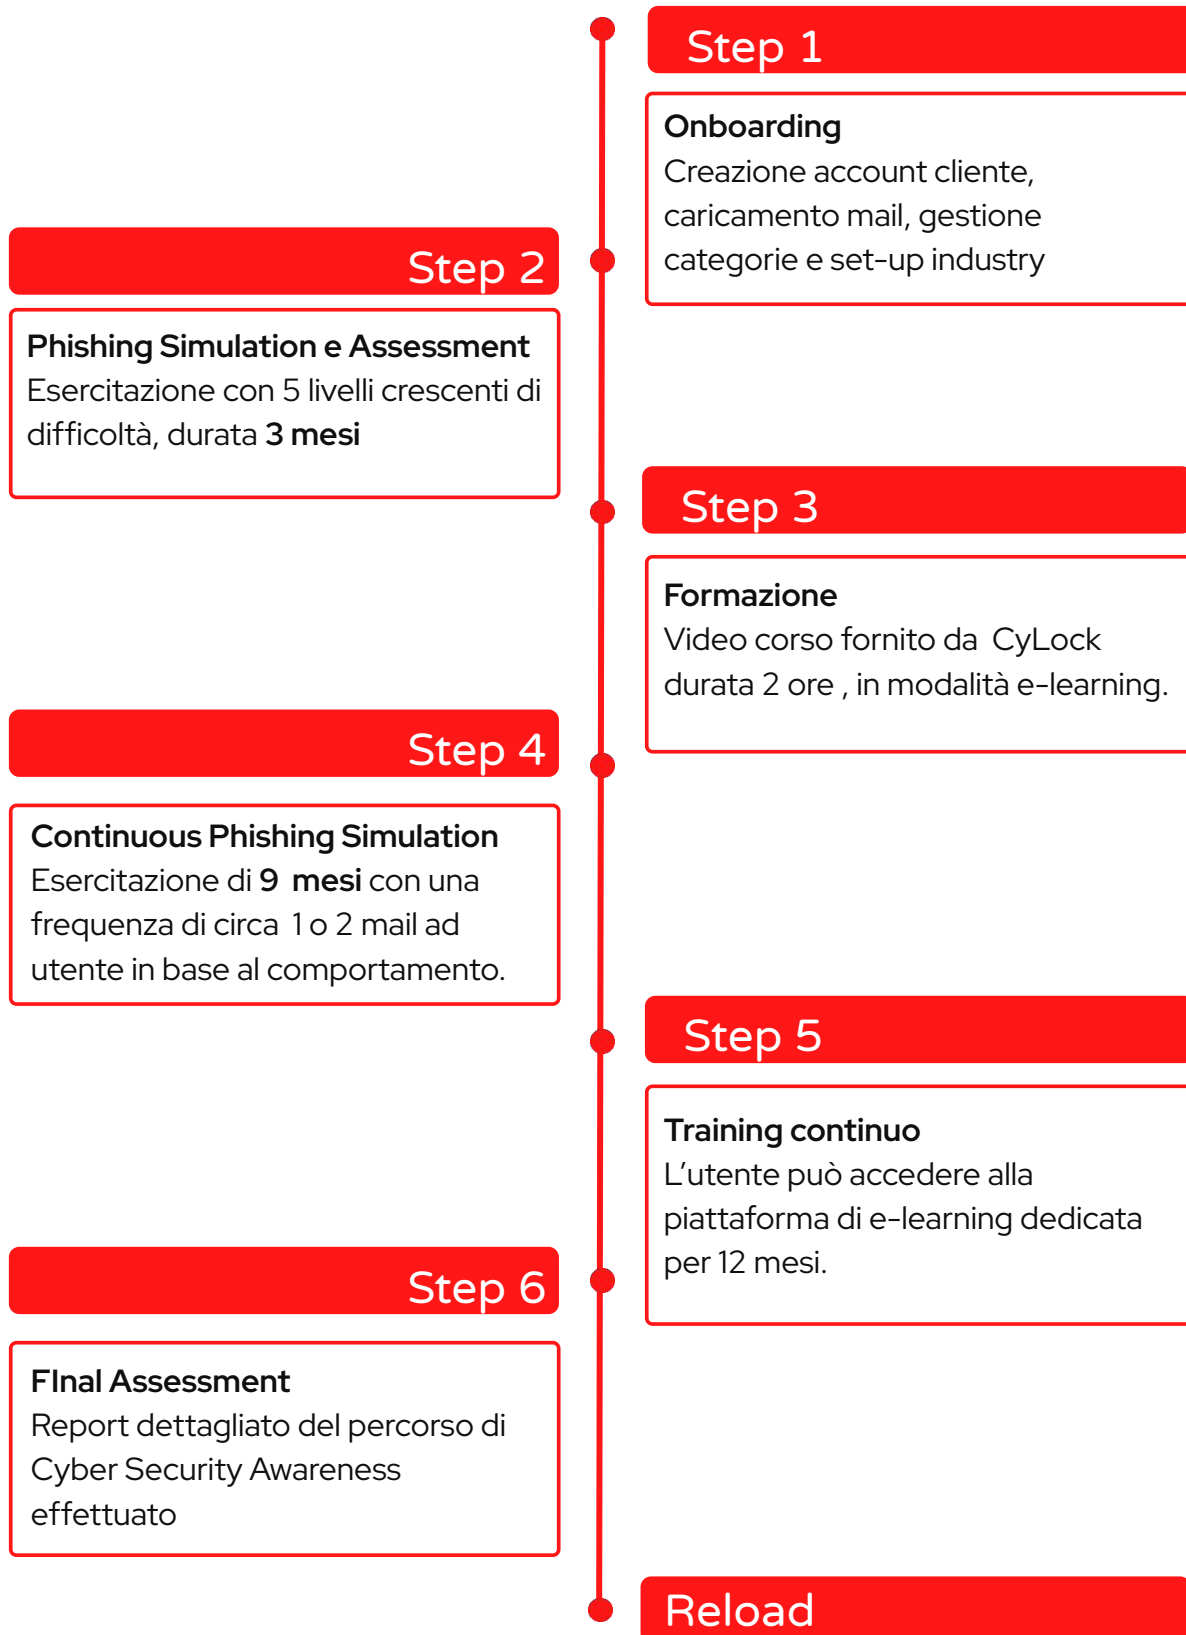 Step 1
Onboarding
Creazione account cliente,
caricamento mail, gestione
categorie e set-up industry
Step 2
Phishing Simulation e Assessment
Esercitazione con 5 livelli crescenti di
difficoltà, durata 3 mesi
Step 3
Formazione
Video corso fornito da CyLock
durata 2 ore , in modalità e-learning.
Step 4
Continuous Phishing Simulation
Esercitazione di 9 mesi con una
frequenza di circa 1 o 2 mail ad
utente in base al comportamento.
Step 5
Training continuo
L’utente può accedere alla
piattaforma di e-learning dedicata
per 12 mesi.
Step 6
FInal Assessment
Report dettagliato del percorso di
Cyber Security Awareness
effettuato
Reload